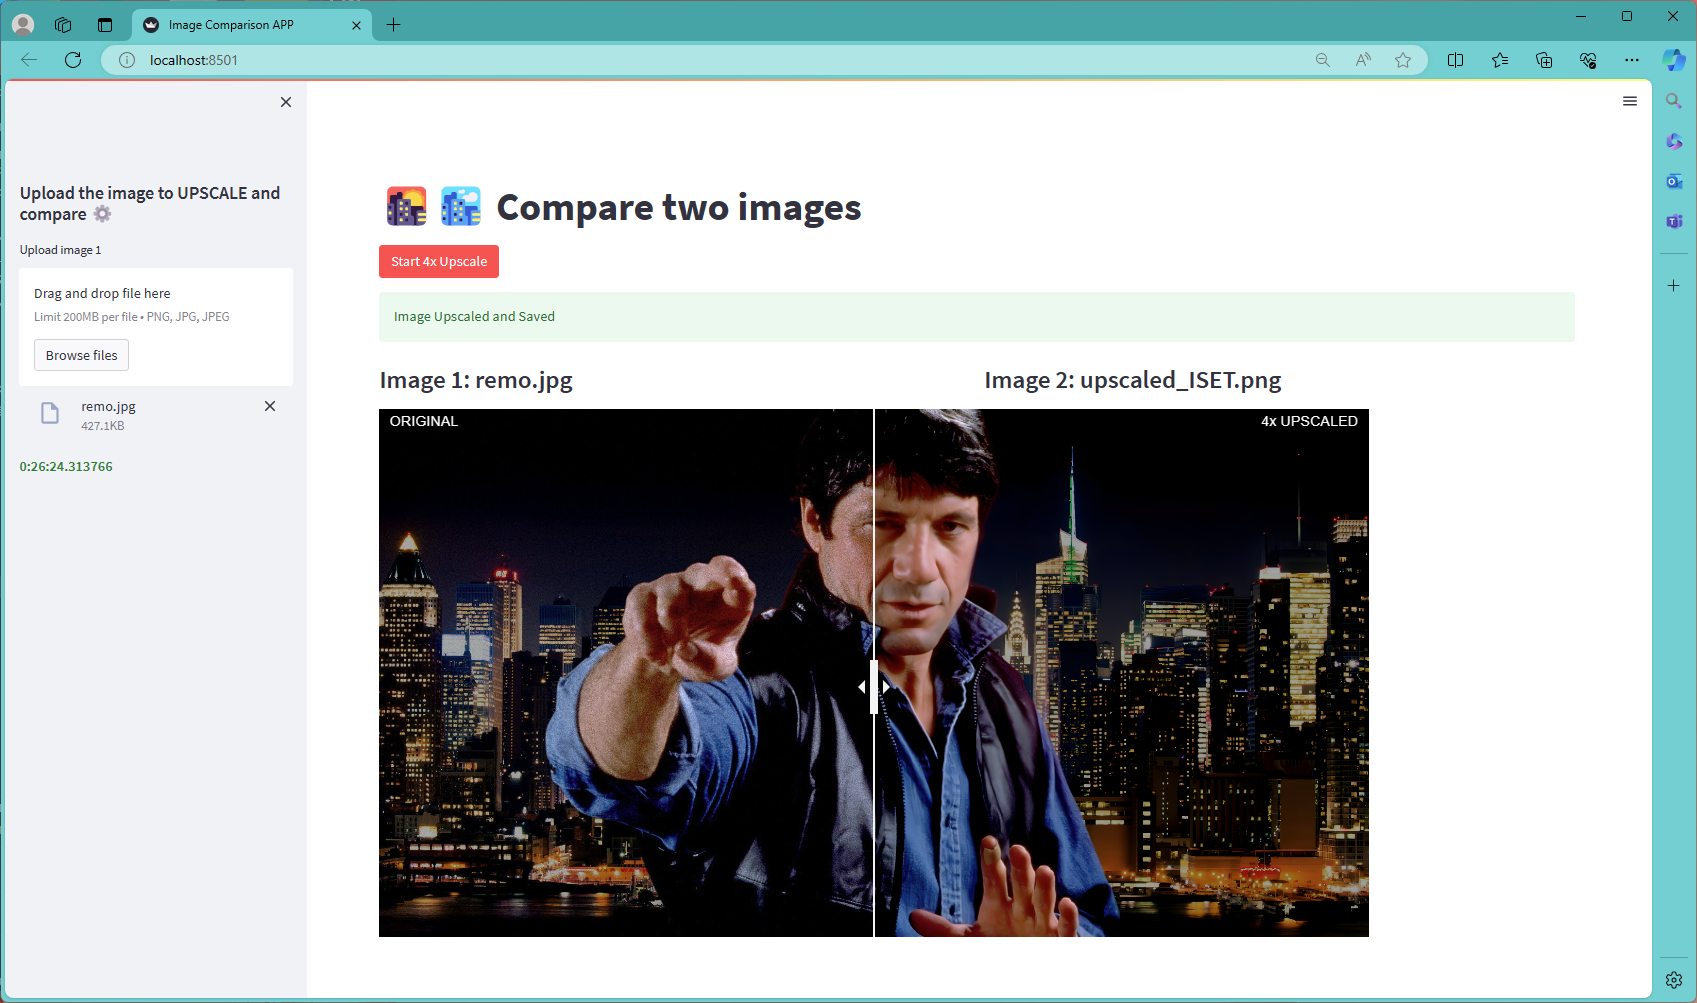 Image Comparison APP
localhost:8501
Upload the image to UPSCALE and
compare
Upload image 1
Drag and drop file here
Limit 200MB per file • PNG, JPG, JPEG
Browse files
remo.jpg
427.1KB
0:26:24.313766
Compare two images
Start 4x Upscale
Image Upscaled and Saved
Image 1: remo.jpg
Image 2: upscaled_ISET.png
ORIGINAL
4x UPSCALED